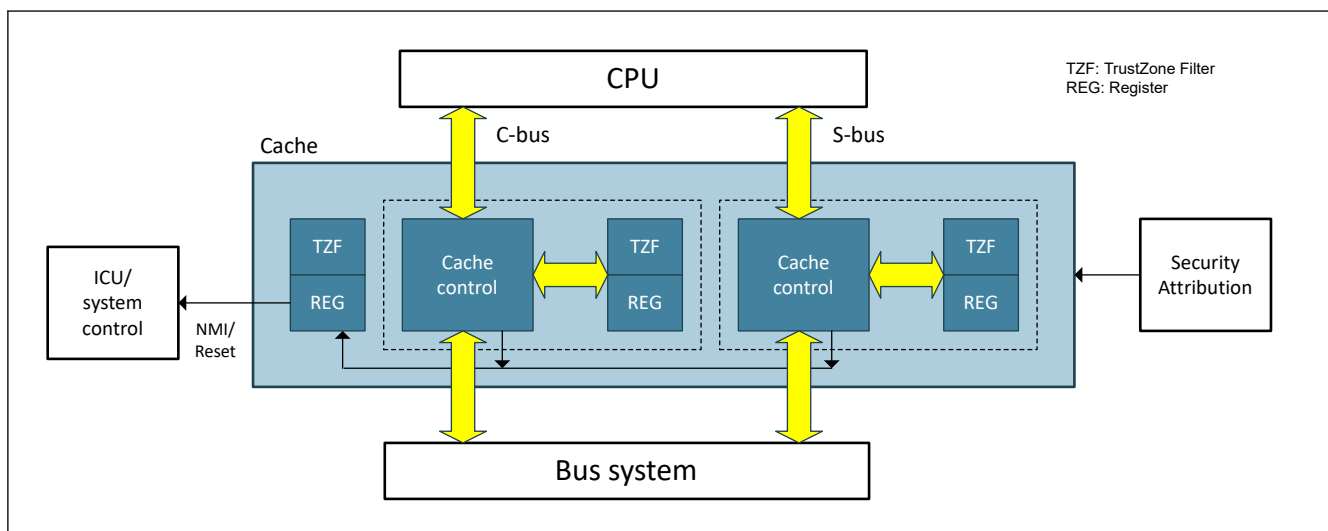 CPU
TZF: TrustZone Filter
REG: Register
C-bus
S-bus
Cache
TZF
REG
Cache
control
TZF
REG
Cache
control
TZF
REG
ICU/
system
control
NMI/
Reset
Security
Attribution
Bus system